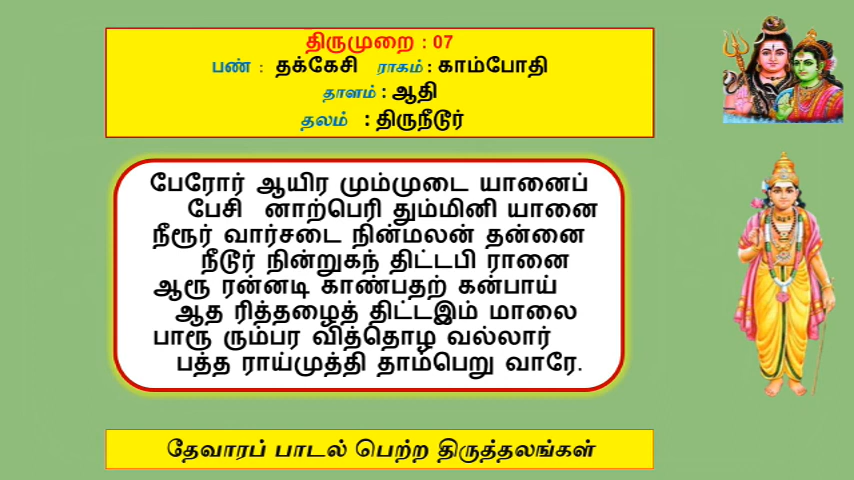 திருமுறை : 07
பண் : தக்கேசி ராகம் : காம்போதி
தாளம் : ஆதி
தலம் : திருநீடூர்
பேரோர் ஆயிர மும்முடை யானைப்
பேசி னாற்பெரி தும்மினி யானை
நீரூர் வார்சடை நின்மலன் தன்னை
நீடூர் நின்றுகந் திட்டபி ரானை
ஆரூ ரன்னடி காண்பதற் கன்பாய்
ஆத ரித்தழைத் திட்டஇம் மாலை
பாரூ ரும்பர வித்தொழ வல்லார்
பத்த ராய்முத்தி தாம்பெறு வாரே.
தேவாரப் பாடல் பெற்ற திருத்தலங்கள்